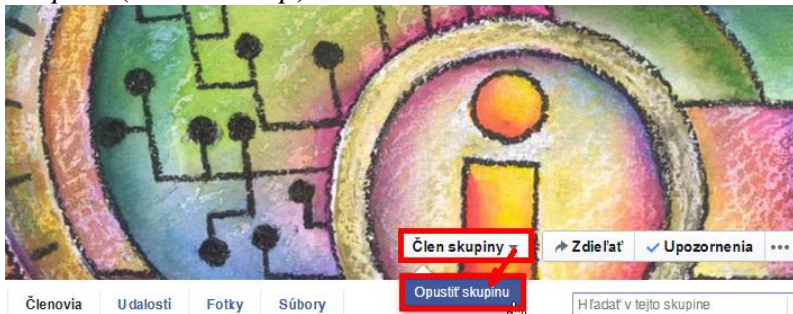 Člen skupiny
Zdieľať
Upozornenia
Opustiť skupinu
Členovia
Udalosti
Fotky
Súbory
Hľadať v tejto skupine